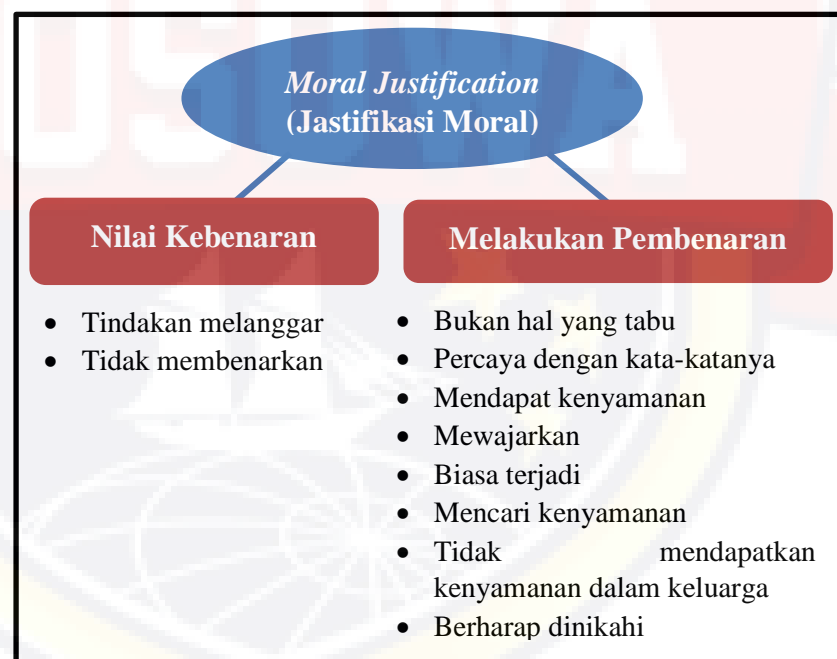 Moral Justification
(Jastifikasi Moral)
Nilai Kebenaran
• Tindakan melanggar
• Tidak membenarkan
Melakukan Pembenaran
• Bukan hal yang tabu
• Percaya dengan kata-katanya
• Mendapat kenyamanan
• Mewajarkan
• Biasa terjadi
• Mencari kenyamanan
• Tidak mendapatkan
kenyamanan dalam keluarga
• Berharap dinikahi